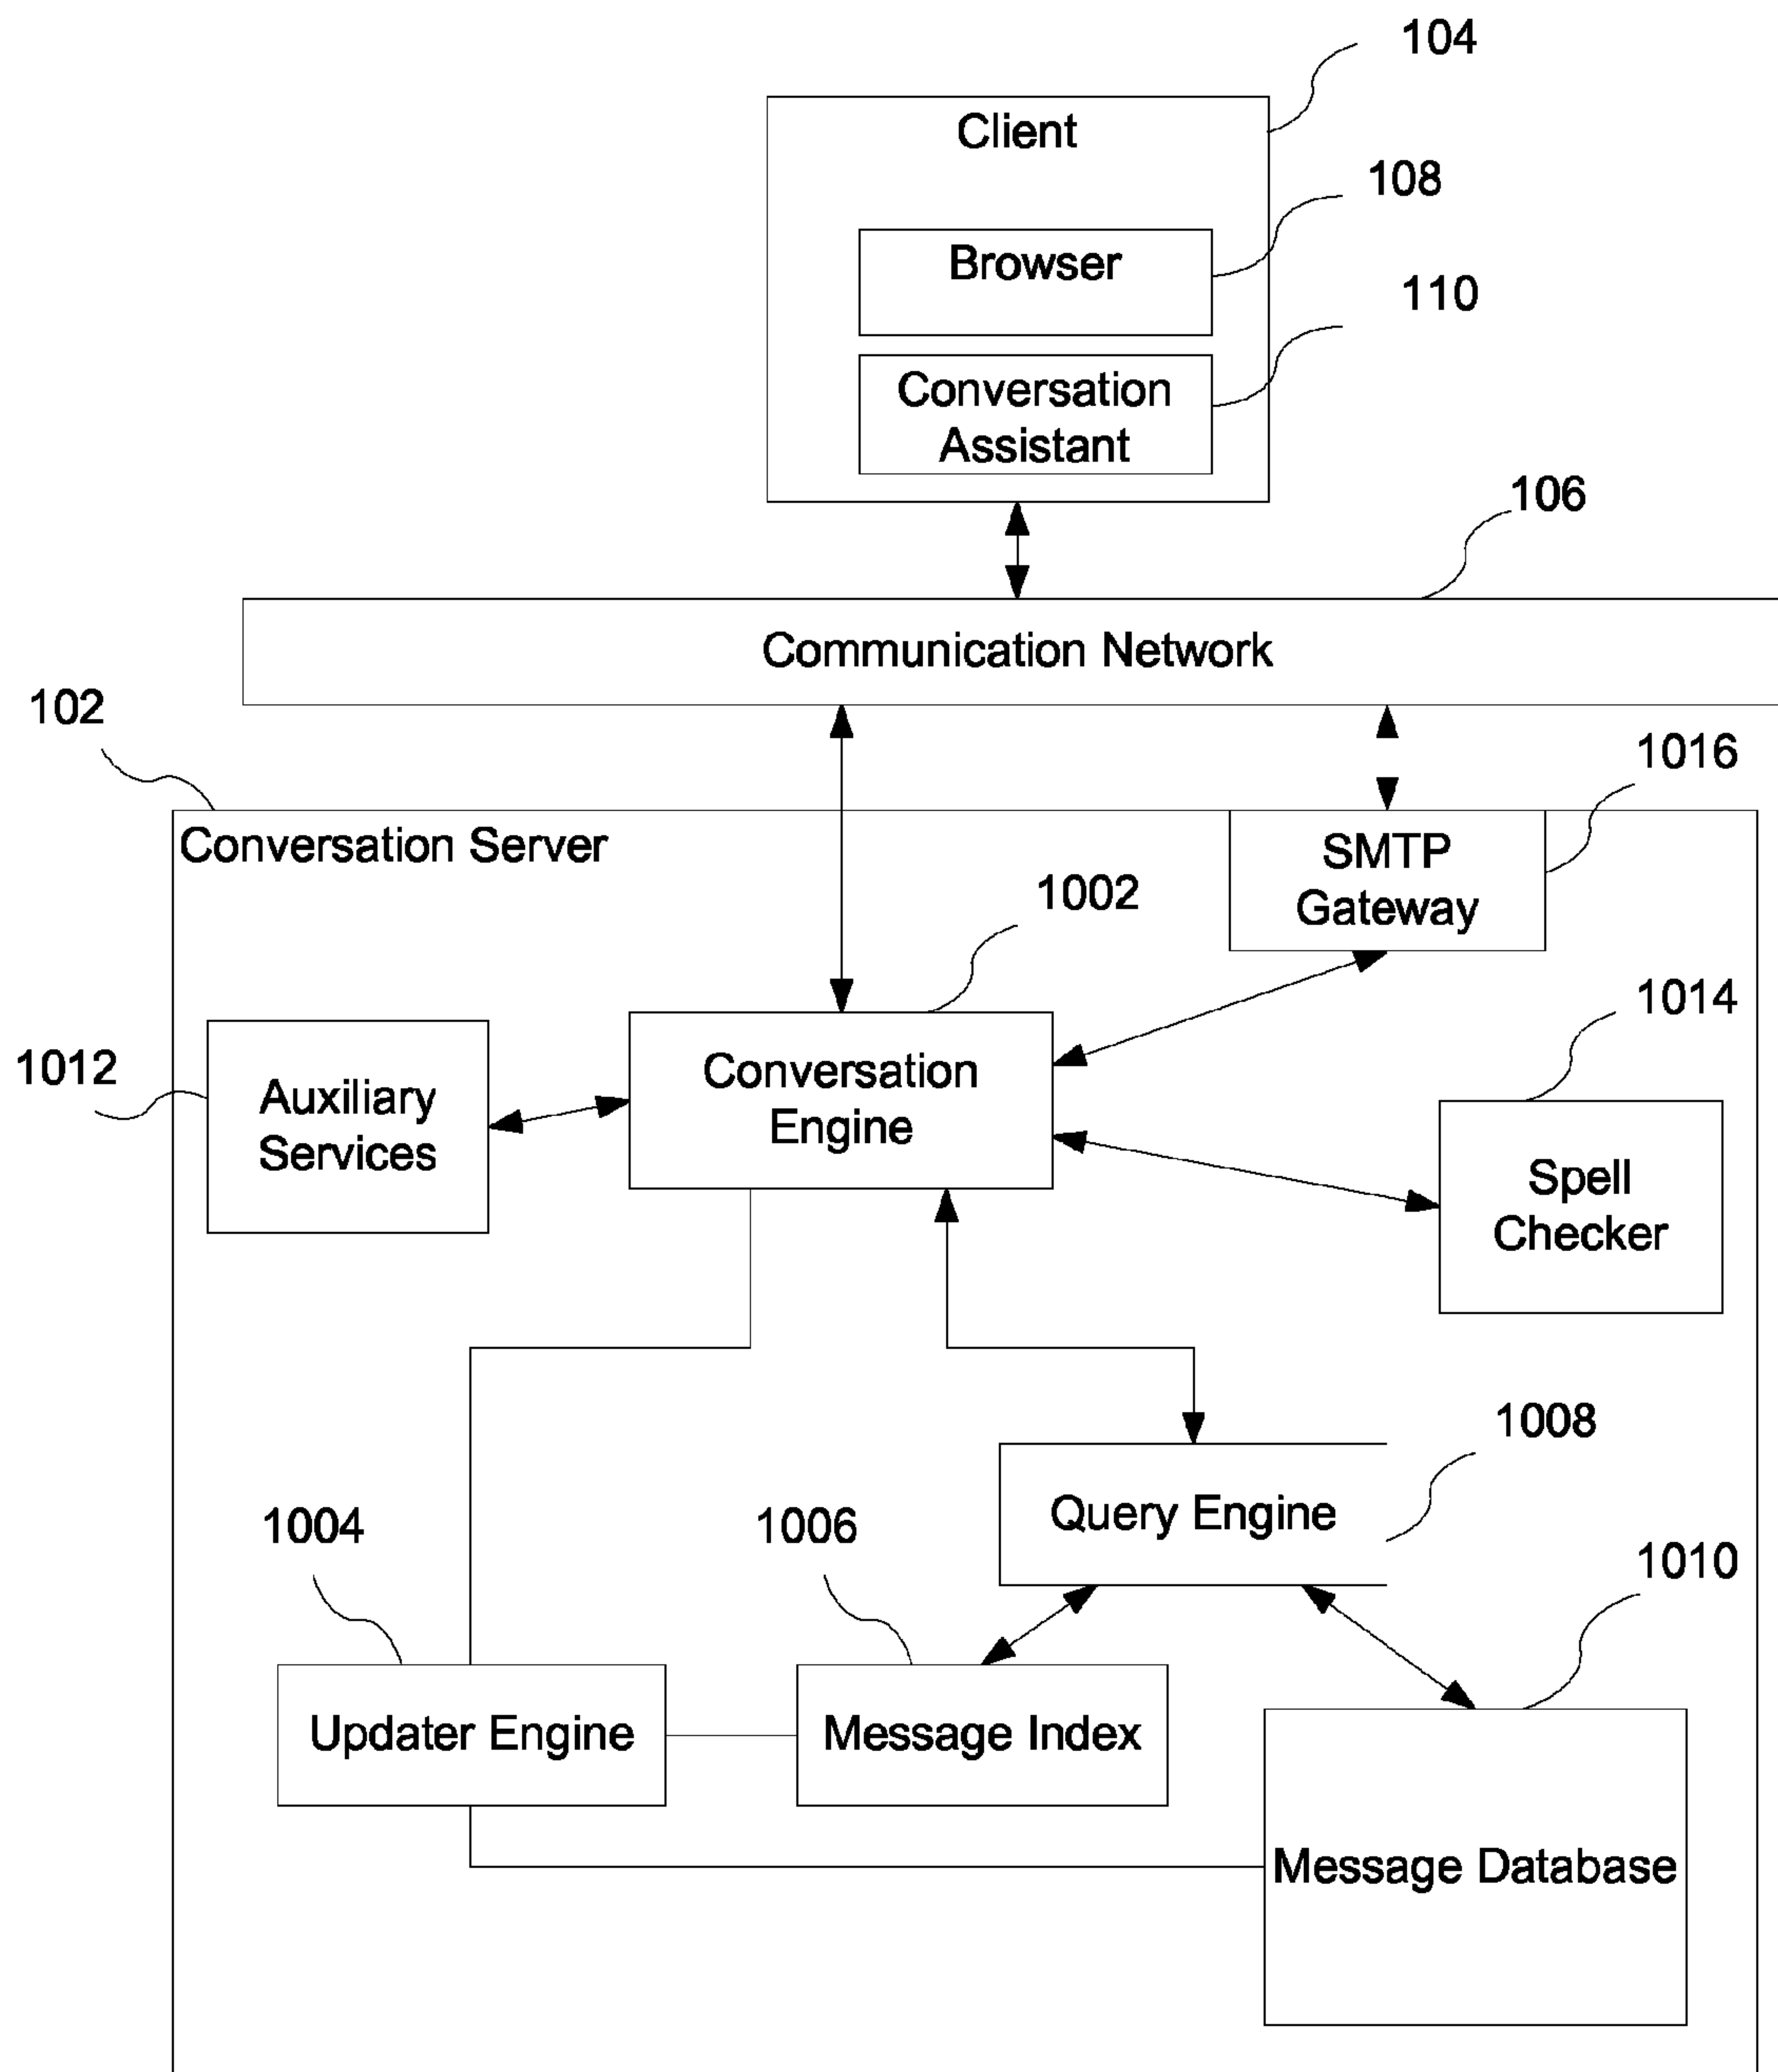 104
Client
108
Browser
110
Conversation
Assistant
106
Communication Network
102
1016
Conversation Server
SMTP
Gateway
1002
1014
1012
Auxiliary
Services
Conversation
Engine
Spell
Checker
1008
Query Engine
1004
1006
1010
Updater Engine
Message Index
Message Database